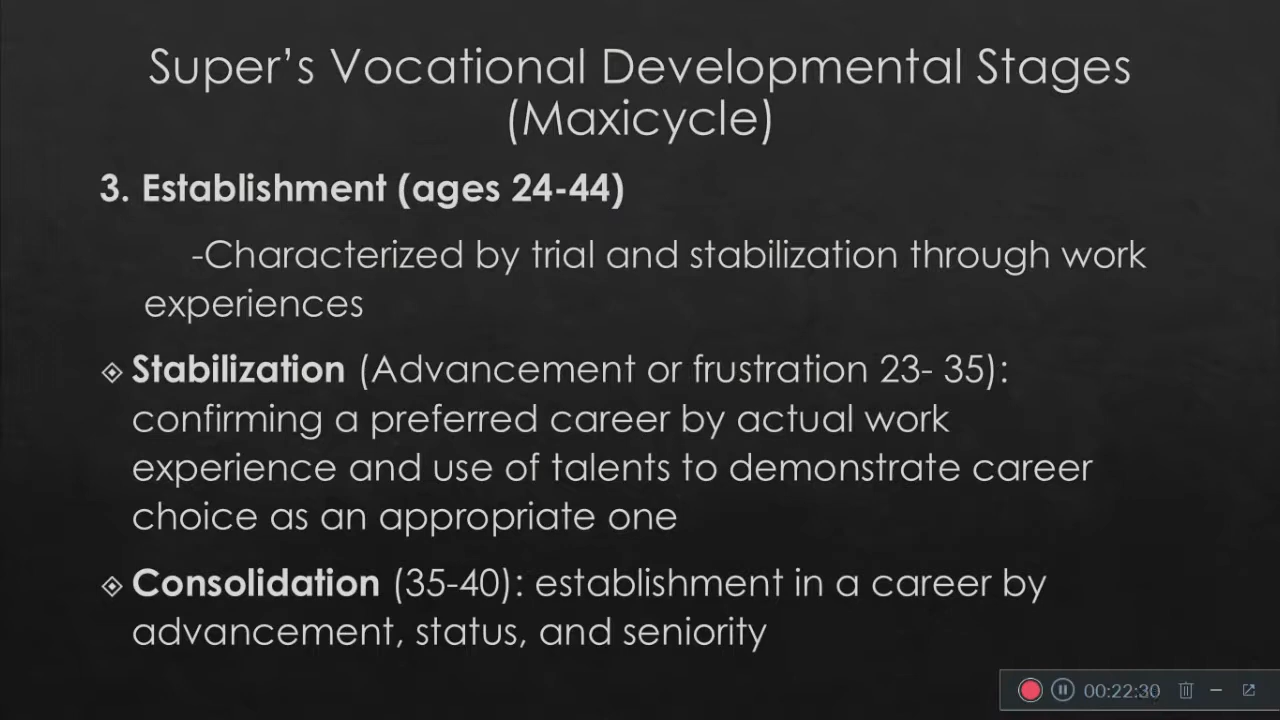 Super’s Vocational Developmental Stages
(Maxicycle)
3. Establishment (ages 24-44)
-Characterized by trial and stabilization through work
experiences
Stabilization (Advancement or frustration 23- 35):
confirming a preferred career by actual work
experience and use of talents to demonstrate career
choice as an appropriate one
Consolidation (35-40): establishment in a career by
advancement, status, and seniority
00:22:30